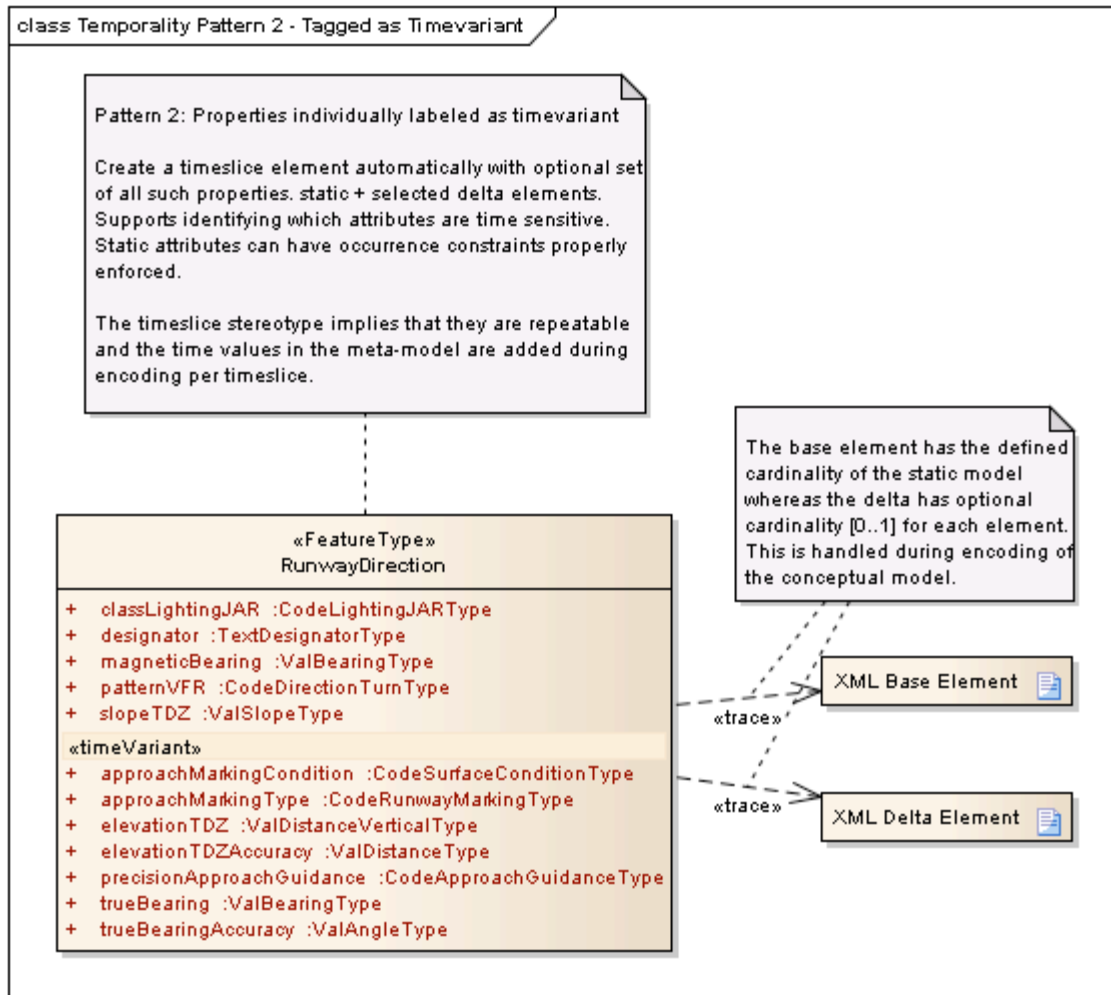 class Temporality Pattern 2 - Tagged as Timevariant
Pattern 2: Properties individually labeled as timevariant
Create a timeslice element automatically with optional set
of all such properties. static + selected delta elements.
Supports identifying which attributes are time sensitive.
Static attributes can have occurrence constraints properly
enforced.
The timeslice stereotype implies that they are repeatable
and the time values in the meta-model are added during
encoding per timeslice.
The base element has the defined
cardinality of the static model
whereas the delta has optional
cardinality [0..1] for each element.
This is handled during encoding of
the conceptual model.
«FeatureType»
RunwayDirection
+ classLightingJAR :CodeLightingJARType
+ designator :TextDesignatorType
+ magneticBearing :ValBearingType
+ patternVFR :CodeDirectionTurnType
+ slopeTDZ :ValSlopeType
«timeVariant»
+ approachMarkingCondition :CodeSurfaceConditionType
+ approachMarkingType :CodeRunwayMarkingType
+ elevationTDZ :ValDistanceVerticalType
+ elevationTDZAccuracy :ValDistanceType
+ precisionApproachGuidance :CodeApproachGuidanceType
+ trueBearing :ValBearingType
+ trueBearingAccuracy :ValAngleType
«trace»
XML Base Element
«trace»
XML Delta Element